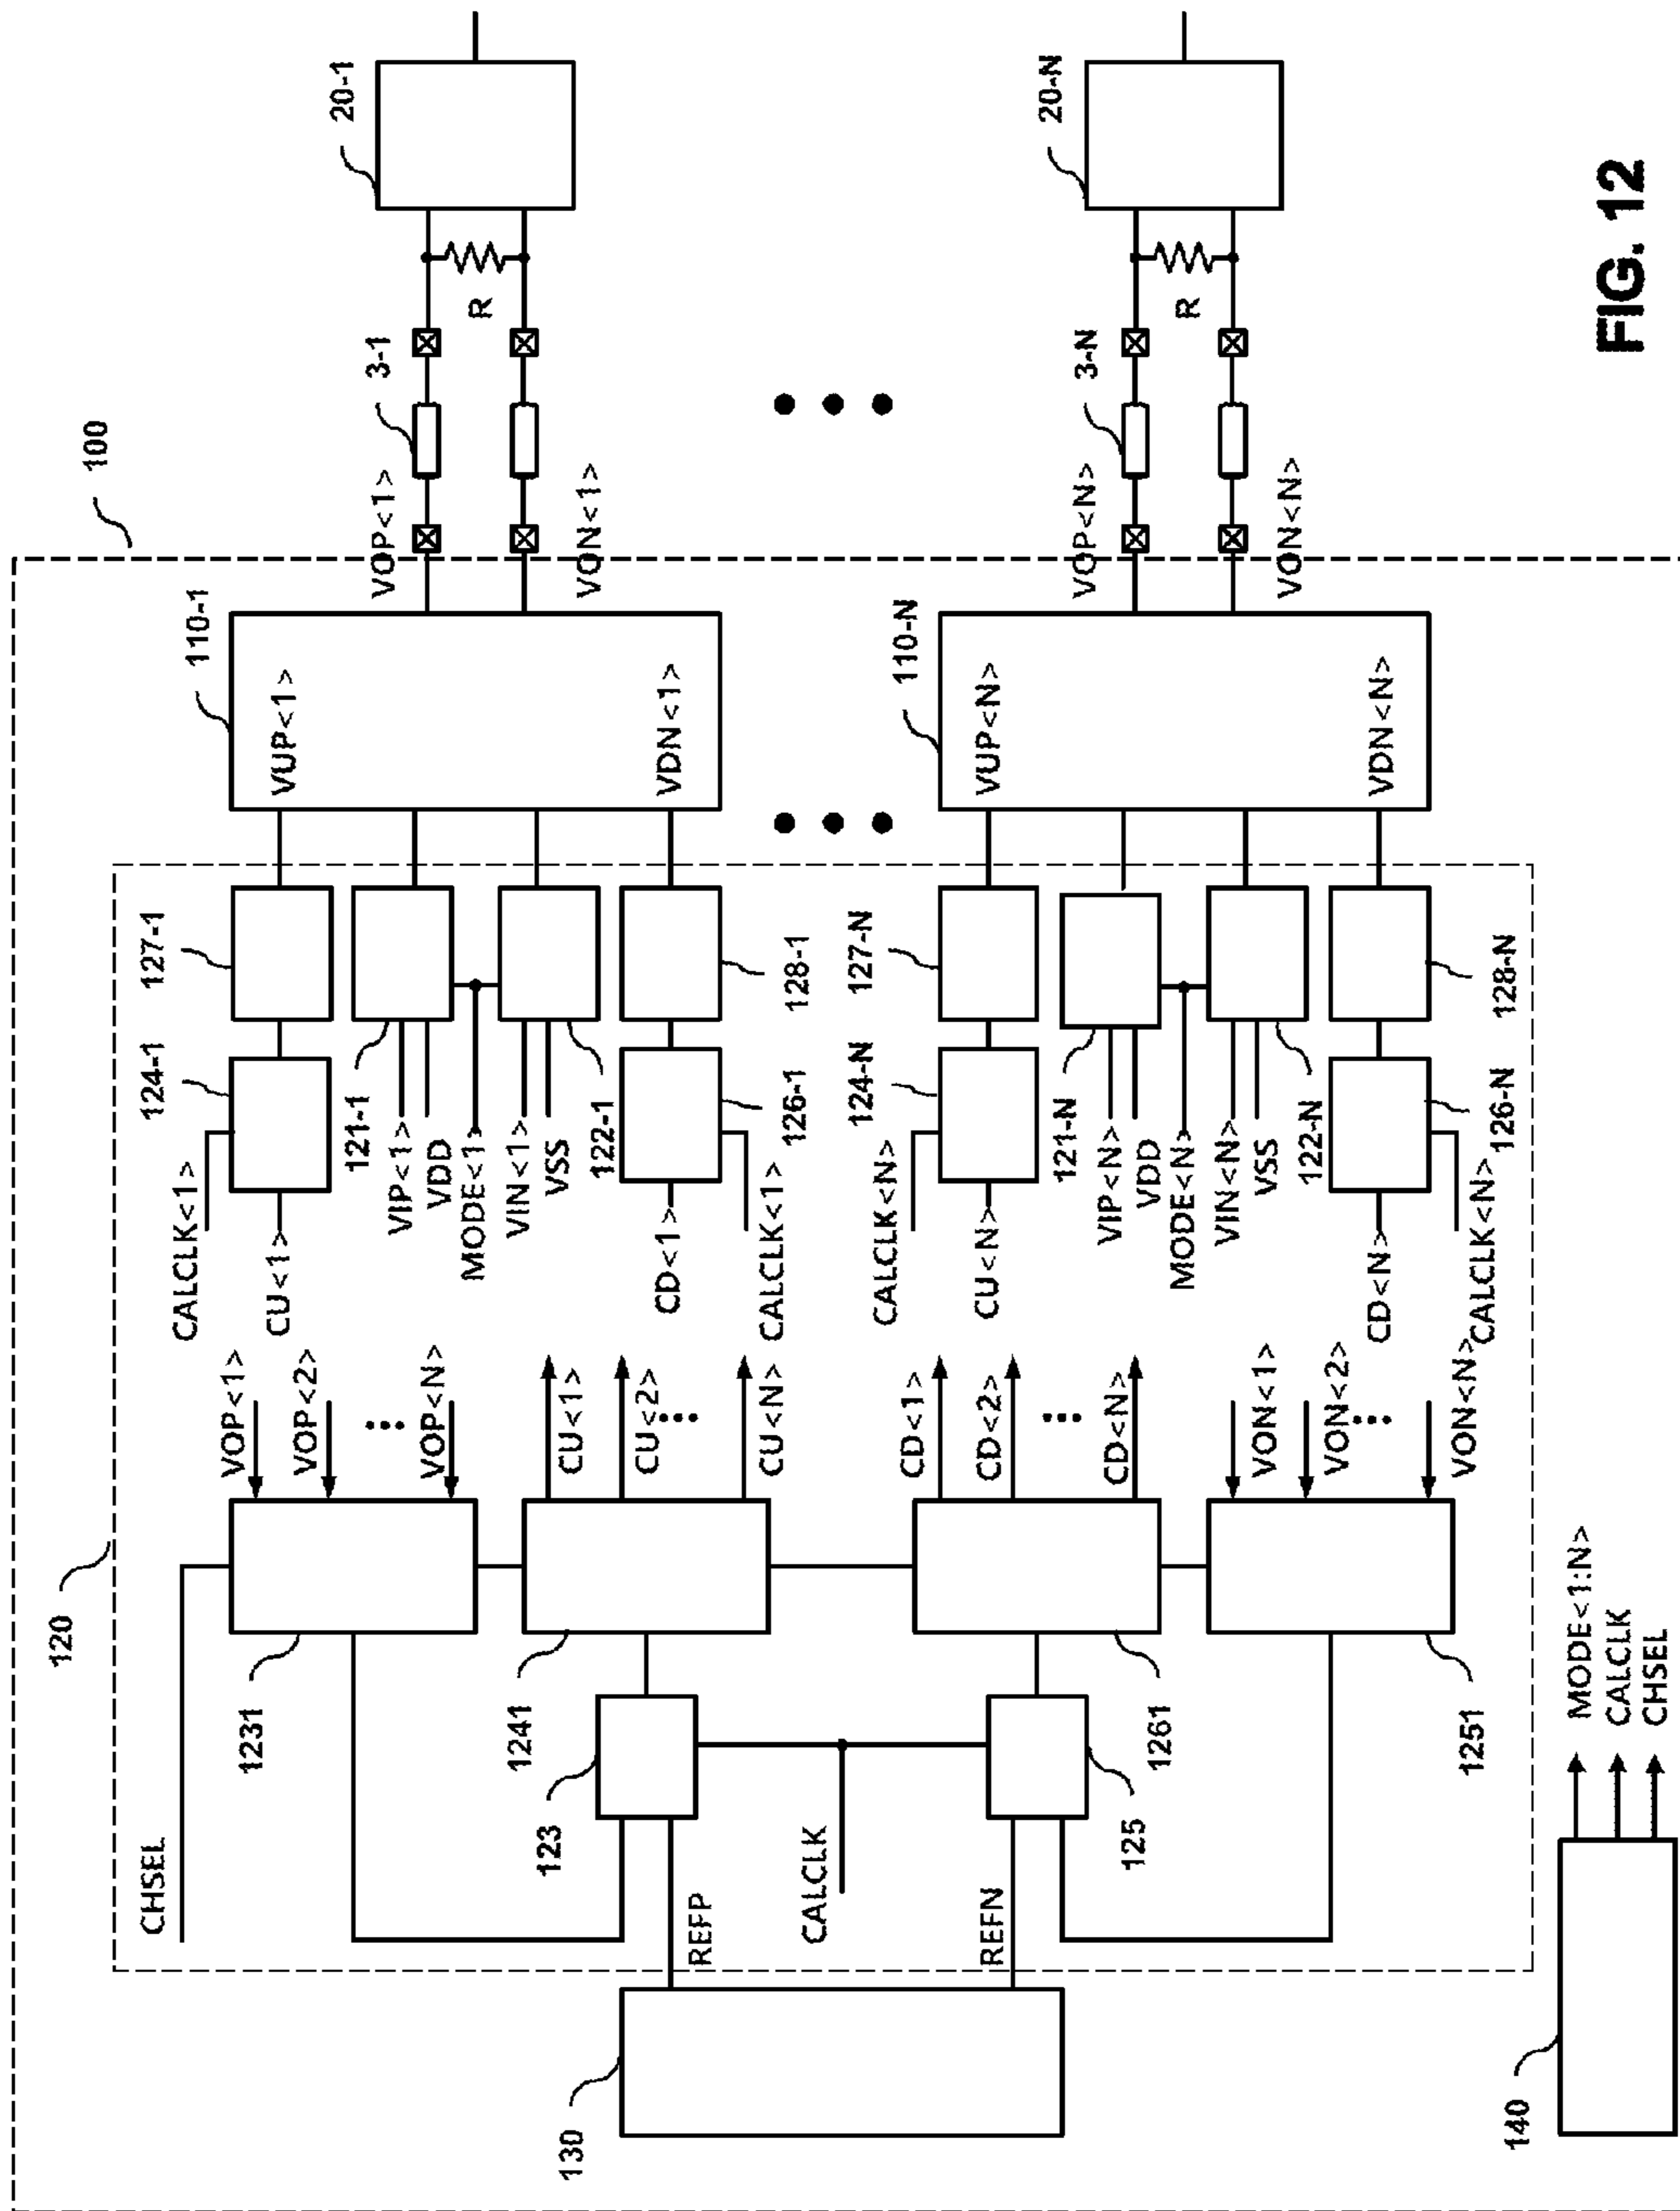 100
120
CHSEL
1231
VOP<1>
VOP<2>
⋮
VOP<N>
CU<1>
CU<2>
⋮
CU<N>
1241
123
REFP
130
CALCLK
REFN
125
1261
CD<1>
CD<2>
⋮
CD<N>
VON<1>
VON<2>
⋮
VON<N>
1251
CALCLK<1>
CU<1>
124-1
127-1
121-1
VIP<1>
VDD
MODE<1>
VIN<1>
VSS
122-1
CD<1>
CALCLK<1>
126-1
128-1
110-1
VUP<1>
VDN<1>
VOP<1>
VON<1>
3-1
R
20-1
CALCLK<N>
CU<N>
124-N
127-N
121-N
VIP<N>
VDD
MODE<N>
VIN<N>
VSS
122-N
CD<N>
CALCLK<N>
126-N
128-N
110-N
VUP<N>
VDN<N>
VOP<N>
VON<N>
3-N
R
20-N
140
MODE<1:N>
CALCLK
CHSEL
FIG. 12